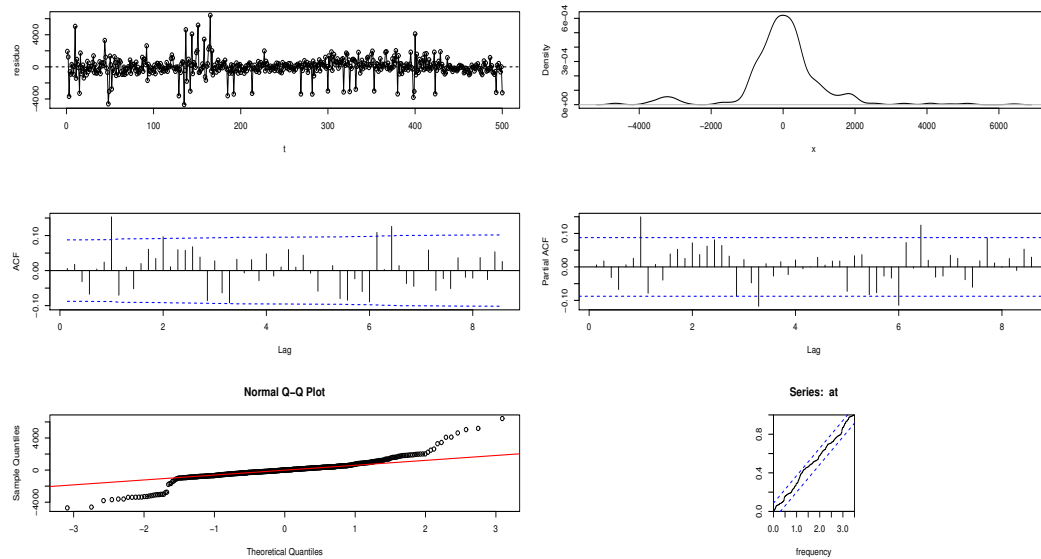 residuo
−4000 0 4000
0 100 200 300 400 500
t
Density
0e+00 3e−04 6e−04
−4000 −2000 0 2000 4000 6000
x
ACF
−0.10 0.00 0.10
0 2 4 6 8
Lag
Partial ACF
−0.10 0.00 0.10
0 2 4 6 8
Lag
Normal Q−Q Plot
Sample Quantiles
−4000 0 4000
−3 −2 −1 0 1 2 3
Theoretical Quantiles
Series: at
0.0 0.4 0.8
0.0 1.0 2.0 3.0
frequency